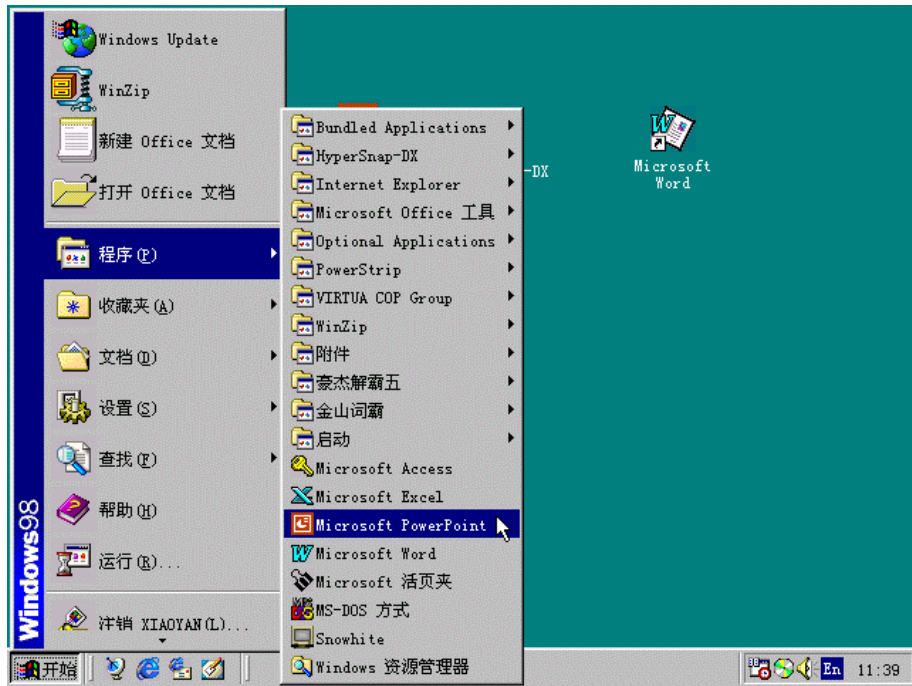 Windows Update
WinZip
新建 Office 文档
打开 Office 文档
程序(P)
收藏夹(A)
文档(D)
设置(S)
查找(F)
帮助(H)
运行(R)...
注销 XIAOYAN(L)...
Windows98
Bundled Applications
HyperSnap-DX
Internet Explorer
Microsoft Office 工具
Optional Applications
PowerStrip
VIRTUA COP Group
WinZip
附件
豪杰解霸五
金山词霸
启动
Microsoft Access
Microsoft Excel
Microsoft PowerPoint
Microsoft Word
Microsoft 活页夹
MS-DOS 方式
Snowhite
Windows 资源管理器
-DX
Microsoft
Word
开始
En
11:39